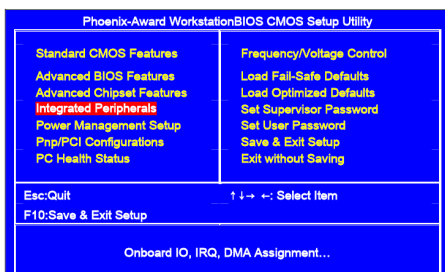 Phoenix-Award WorkstationBIOS CMOS Setup Utility
Standard CMOS Features
Advanced BIOS Features
Advanced Chipset Features
Integrated Peripherals
Power Management Setup
Pnp/PCI Configurations
PC Health Status
Frequency/Voltage Control
Load Fail-Safe Defaults
Load Optimized Defaults
Set Supervisor Password
Set User Password
Save & Exit Setup
Exit without Saving
Esc:Quit
↑↓→ ←: Select Item
F10:Save & Exit Setup
Onboard IO, IRQ, DMA Assignment…